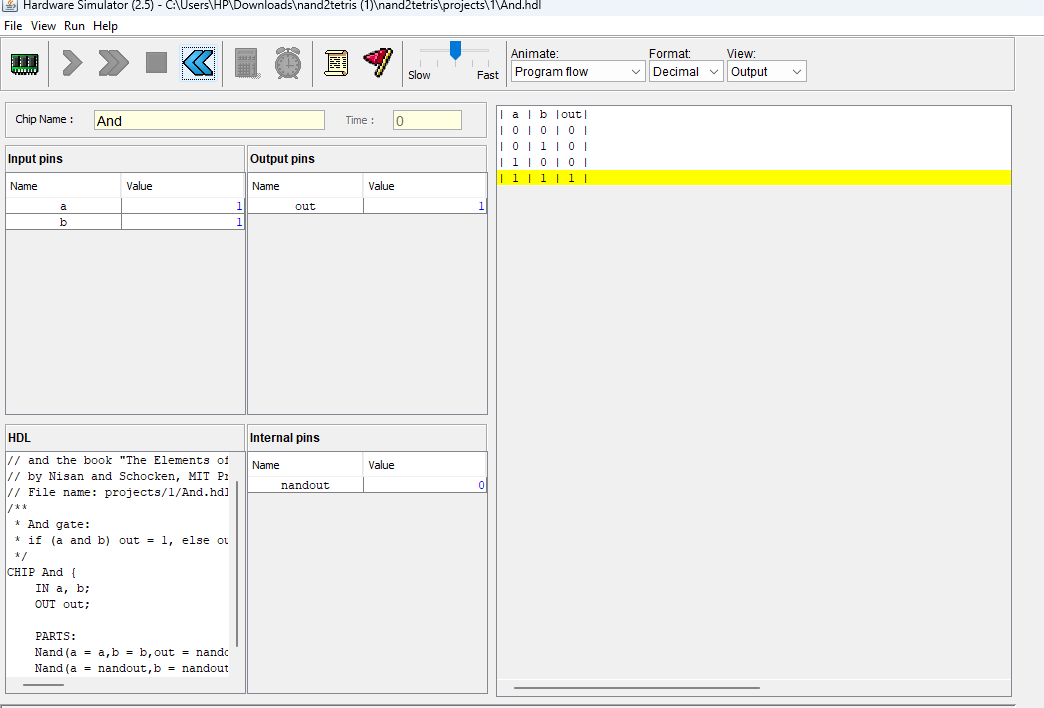 Hardware Simulator (2.5) - C:\Users\HP\Downloads\nand2tetris (1)\nand2tetris\projects\1\And.hdl
File View Run Help
Slow Fast
Animate: Format: View:
Program flow Decimal Output
Chip Name : And Time : 0
Input pins
Name Value
a 1
b 1
Output pins
Name Value
out 1
| a | b |out|
| 0 | 0 | 0 |
| 0 | 1 | 0 |
| 1 | 0 | 0 |
| 1 | 1 | 1 |
HDL
// and the book "The Elements of
// by Nisan and Schocken, MIT Pr
// File name: projects/1/And.hdl
/**
* And gate:
* if (a and b) out = 1, else ou
*/
CHIP And {
IN a, b;
OUT out;
PARTS:
Nand(a = a,b = b,out = nando
Nand(a = nandout,b = nandout
Internal pins
Name Value
nandout 0